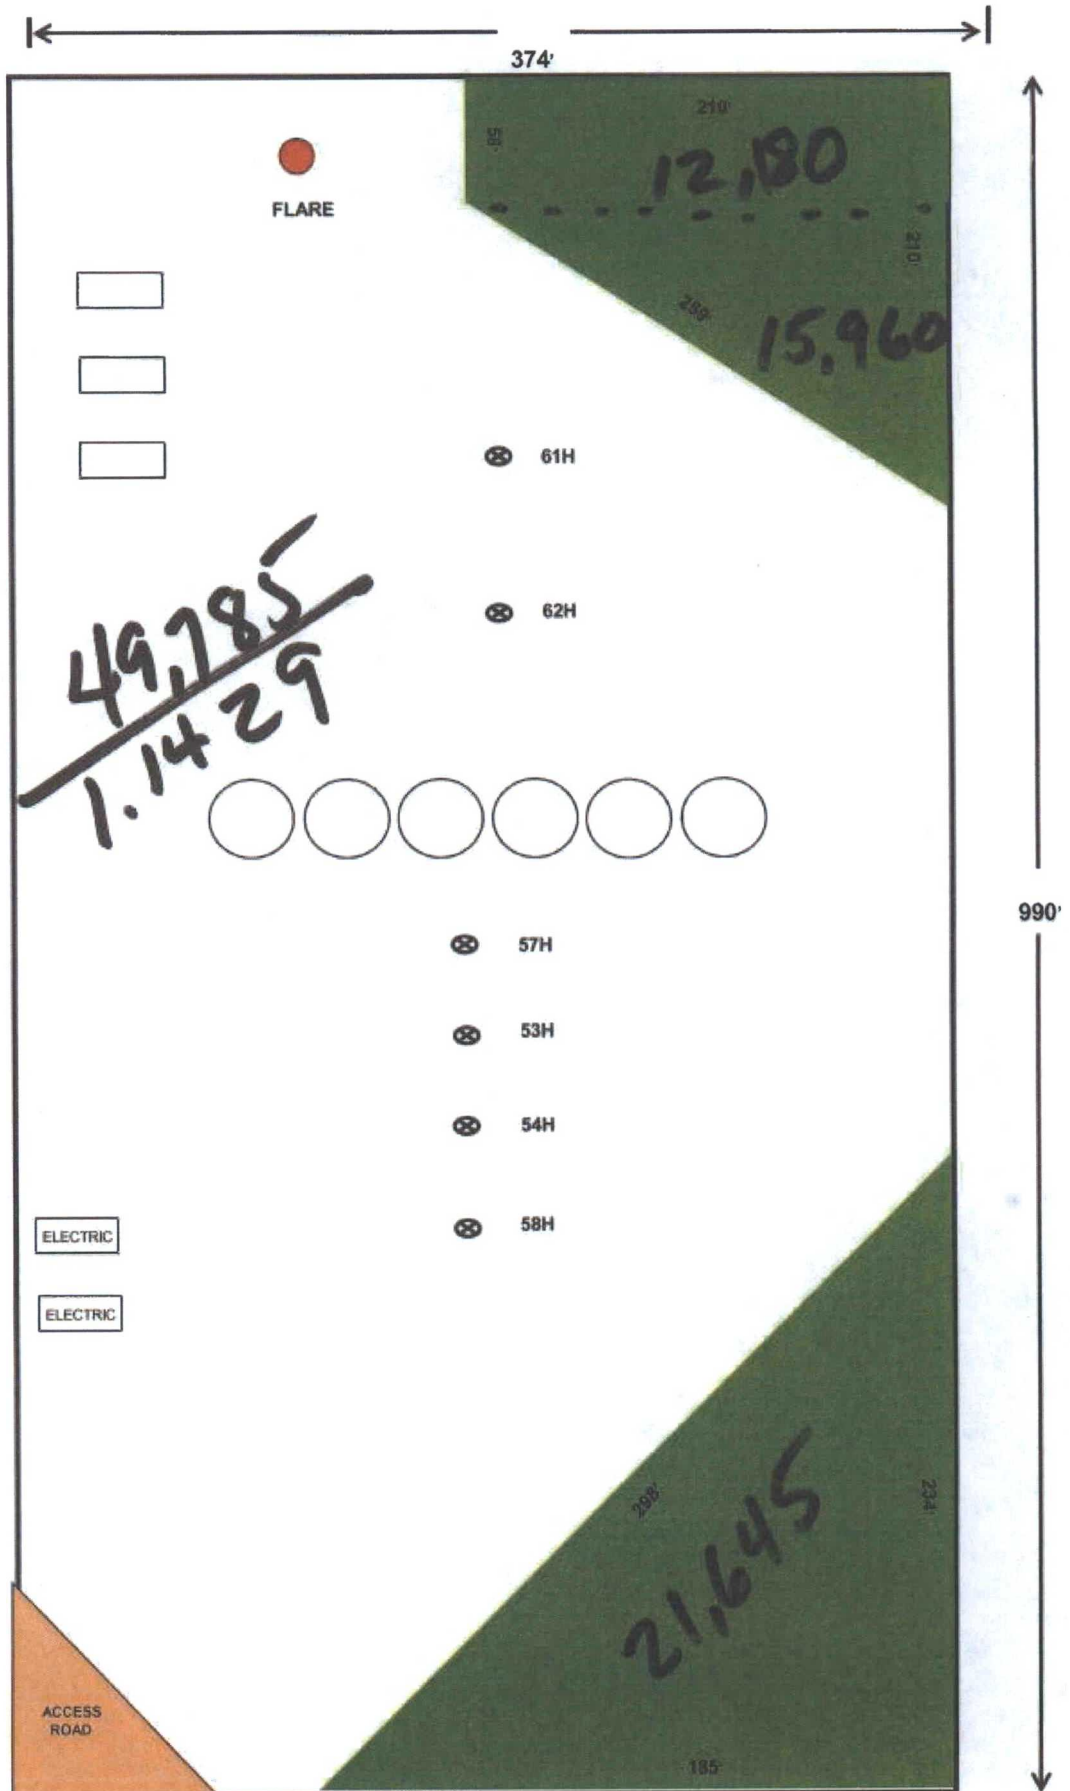 374'
210'
58'
12,180
FLARE
210'
289'
15,960
61H
49,785
62H
1.1429
990'
57H
53H
54H
58H
ELECTRIC
ELECTRIC
298'
234'
21,645
ACCESS
ROAD
185'